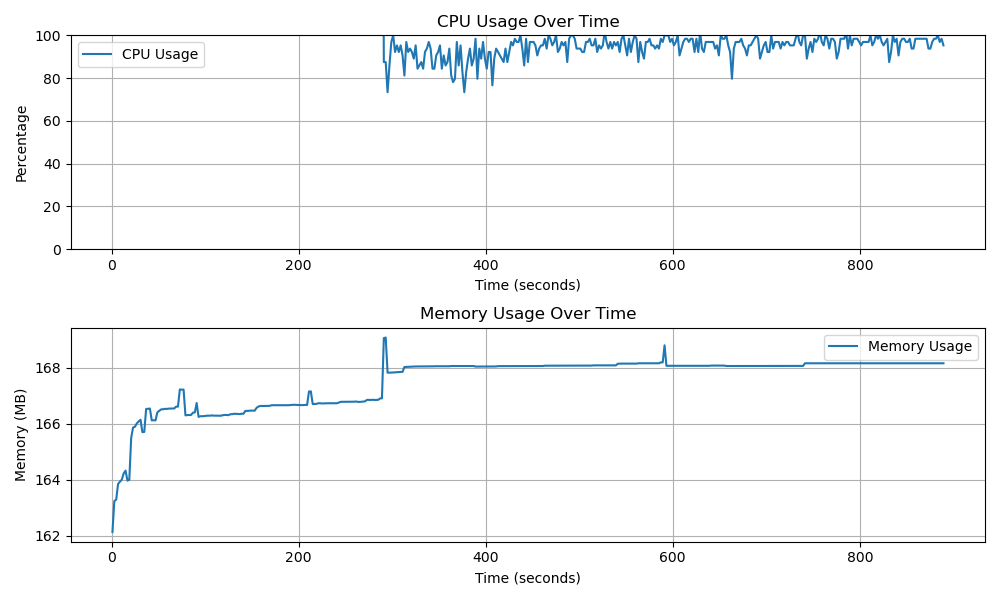 CPU Usage Over Time
CPU Usage
Percentage
100
80
60
40
20
0
0 200 400 600 800
Time (seconds)
Memory Usage Over Time
Memory Usage
Memory (MB)
168
166
164
162
0 200 400 600 800
Time (seconds)